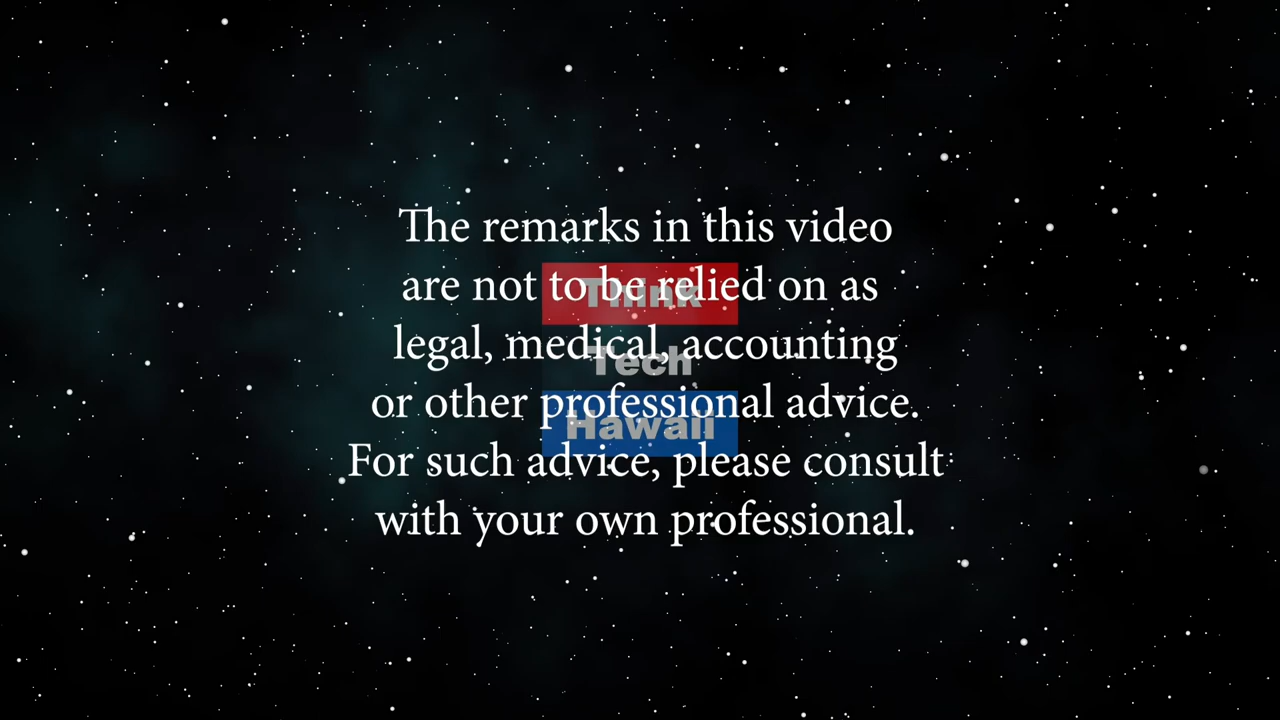 The remarks in this video
are not to be relied on as
legal, medical, accounting
or other professional advice.
For such advice, please consult
with your own professional.
Think
Tech
Hawaii